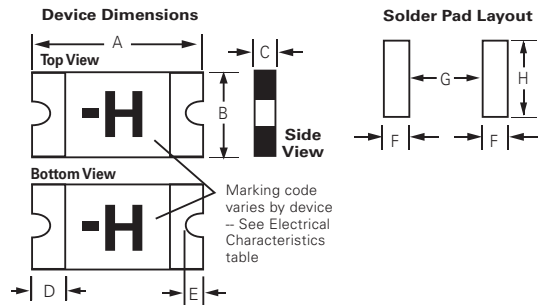 Device Dimensions
A
Top View
-H
B
C
Side
View
Bottom View
-H
D
E
Marking code
varies by device
-- See Electrical
Characteristics
table
Solder Pad Layout
G
H
F
F